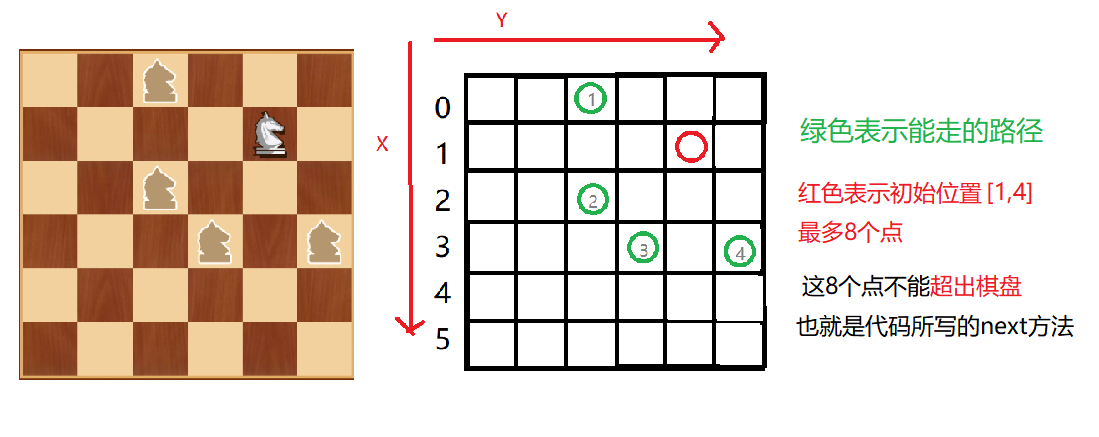 Y
X
0
1
2
3
4
5
1
2
3
4
绿色表示能走的路径
红色表示初始位置 [1,4]
最多8个点
这8个点不能超出棋盘
也就是代码所写的next方法